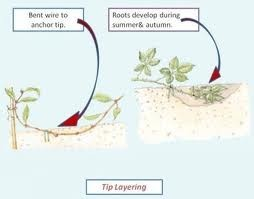 Bent wire to
anchor tip.
Roots develop during
summer& autumn.
Tip Layering